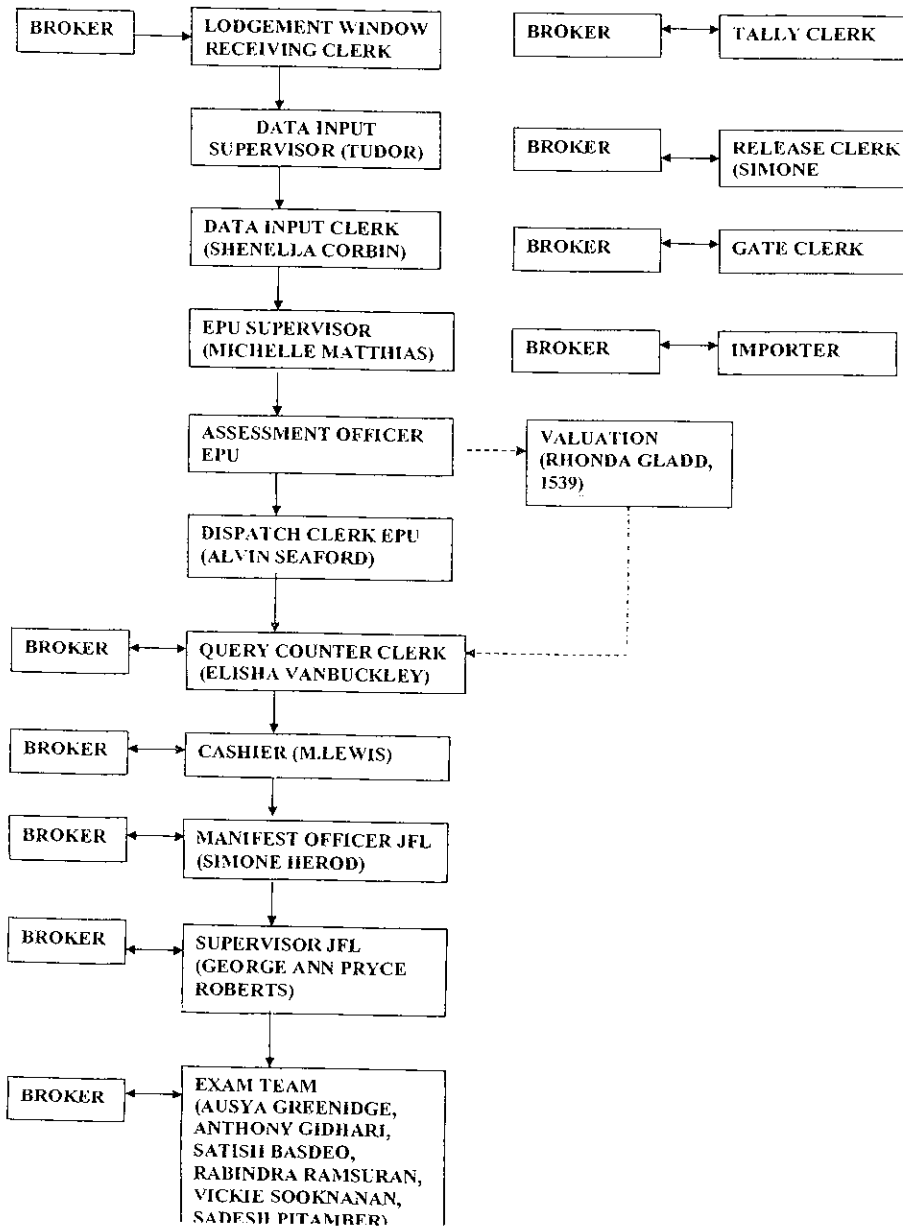 BROKER
LODGEMENT WINDOW
RECEIVING CLERK
DATA INPUT
SUPERVISOR (TUDOR)
DATA INPUT CLERK
(SHENELLA CORBIN)
EPU SUPERVISOR
(MICHELLE MATTHIAS)
ASSESSMENT OFFICER
EPU
VALUATION
(RHONDA GLADD,
1539)
DISPATCH CLERK EPU
(ALVIN SEAFORD)
BROKER
QUERY COUNTER CLERK
(ELISHA VANBUCKLEY)
BROKER
CASHIER (M.LEWIS)
BROKER
MANIFEST OFFICER JFL
(SIMONE HEROD)
BROKER
SUPERVISOR JFL
(GEORGE ANN PRYCE
ROBERTS)
BROKER
EXAM TEAM
(AUSYA GREENIDGE,
ANTHONY GIDHARI,
SATISH BASDEO,
RABINDRA RAMSURAN,
VICKIE SOOKNANAN,
SADESH PITAMBER)
BROKER
TALLY CLERK
BROKER
RELEASE CLERK
(SIMONE
BROKER
GATE CLERK
BROKER
IMPORTER